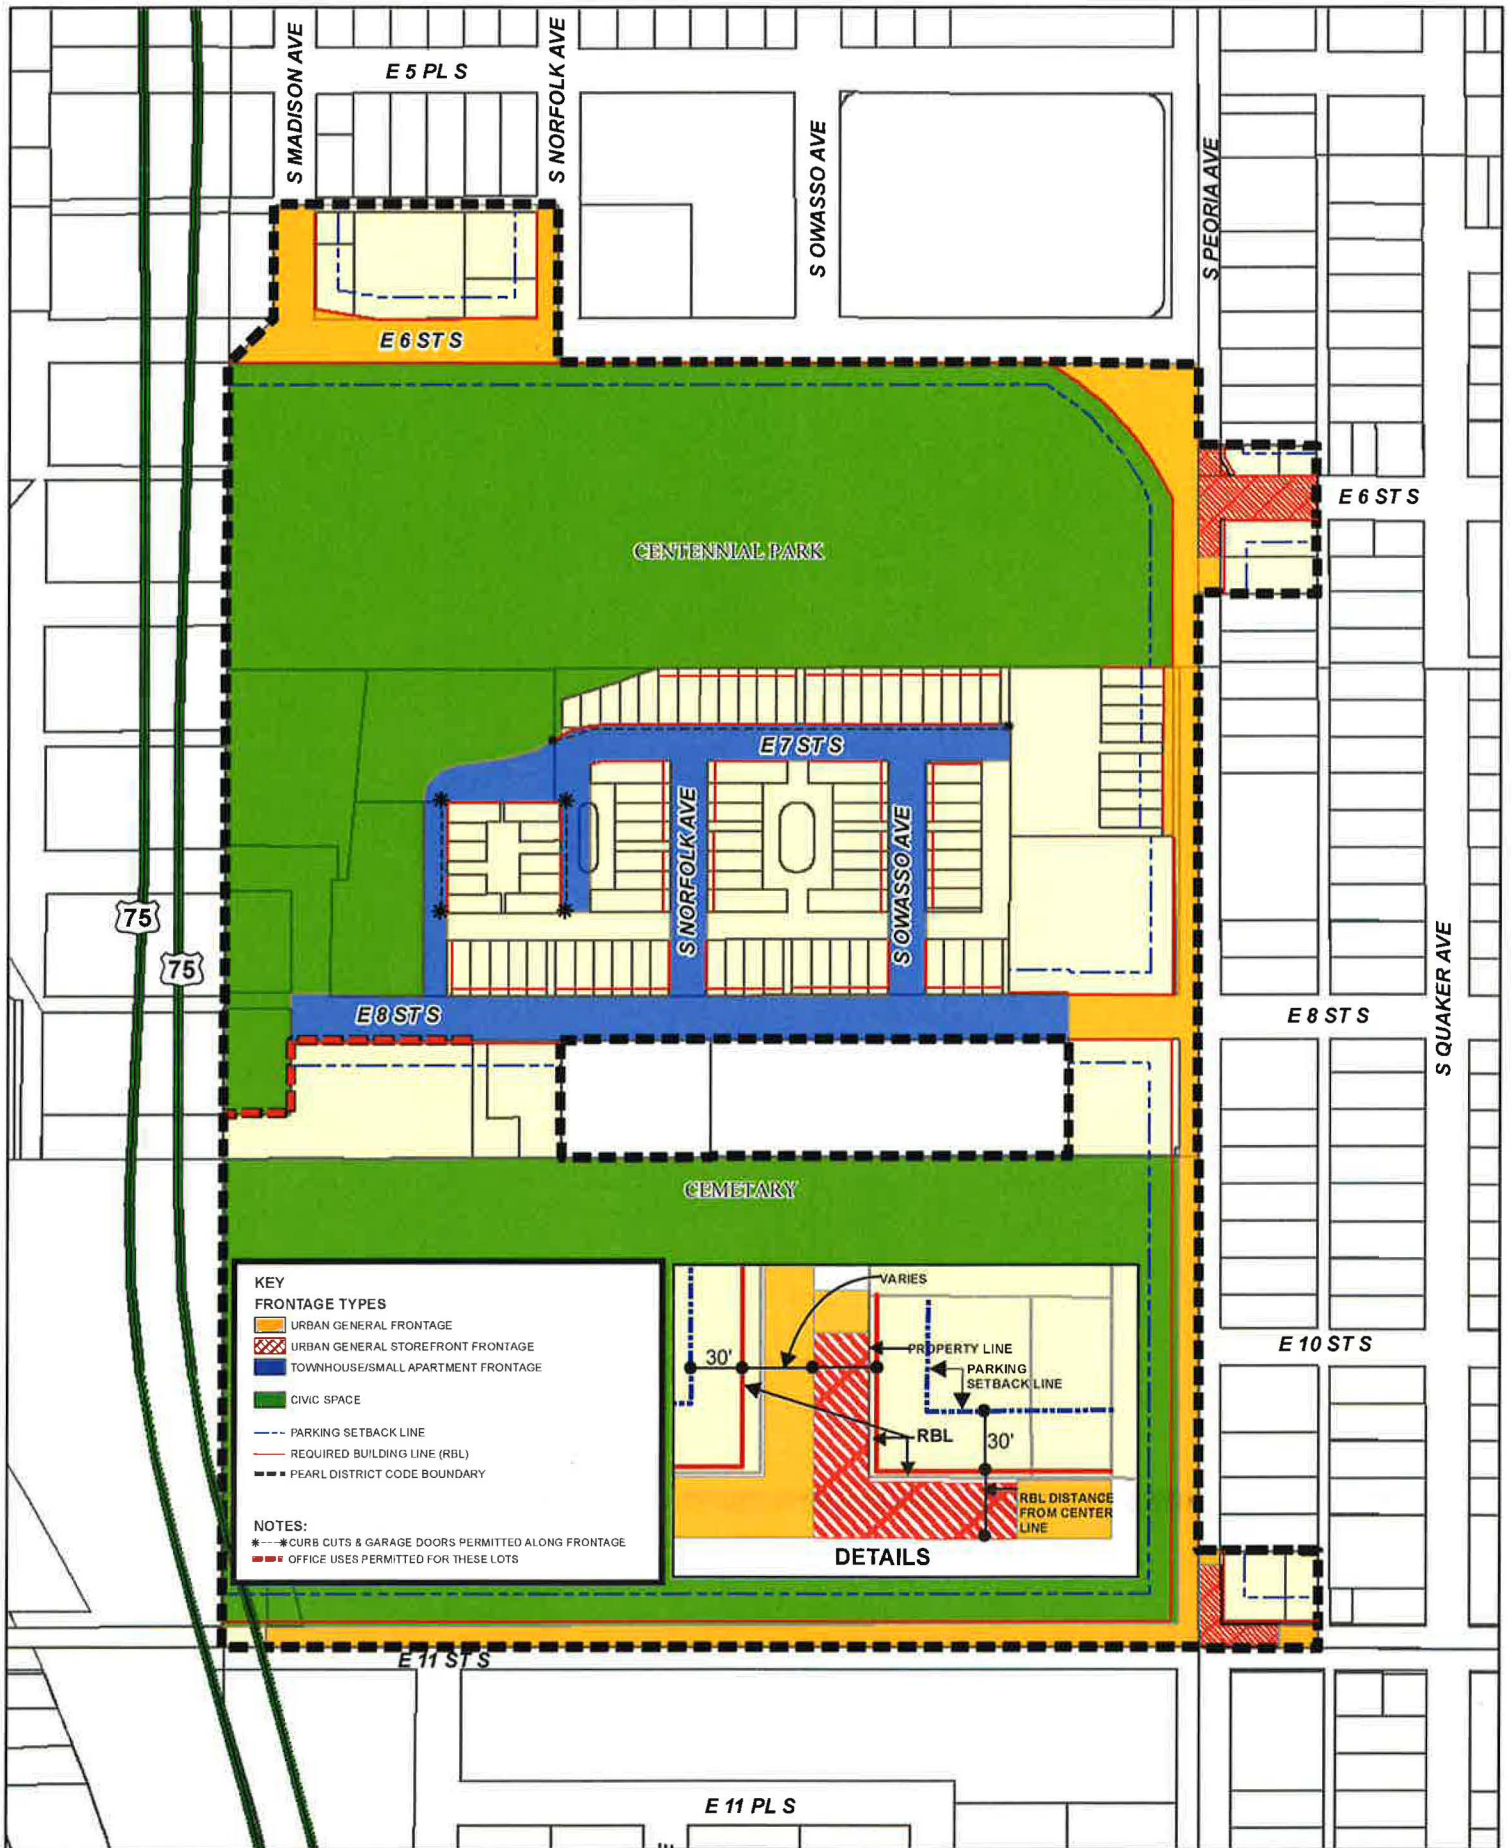 S MADISON AVE
E 5 PL S
S NORFOLK AVE
S OWASSO AVE
S PEORIA AVE
E 6 ST S
E 6 ST S
CENTENNIAL PARK
E 7 ST S
S NORFOLK AVE
S OWASSO AVE
75
75
S QUAKER AVE
E 8 ST S
E 8 ST S
CEMETARY
KEY
FRONTAGE TYPES
URBAN GENERAL FRONTAGE
URBAN GENERAL STOREFRONT FRONTAGE
TOWNHOUSE/SMALL APARTMENT FRONTAGE
CIVIC SPACE
PARKING SETBACK LINE
REQUIRED BUILDING LINE (RBL)
PEARL DISTRICT CODE BOUNDARY
NOTES:
CURB CUTS & GARAGE DOORS PERMITTED ALONG FRONTAGE
OFFICE USES PERMITTED FOR THESE LOTS
VARIES
30'
PROPERTY LINE
PARKING
SETBACK LINE
RBL
30'
RBL DISTANCE
FROM CENTER
LINE
DETAILS
E 10 ST S
E 11 ST S
E 11 PL S